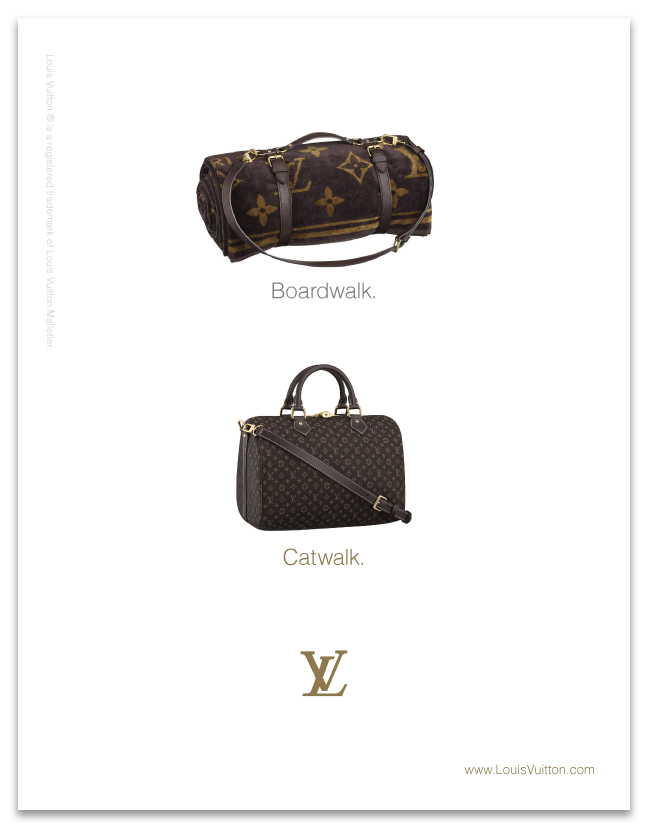 Louis Vuitton ® is a registered trademark of Louis Vuitton Malletier.
Boardwalk.
Catwalk.
LV
www.LouisVuitton.com